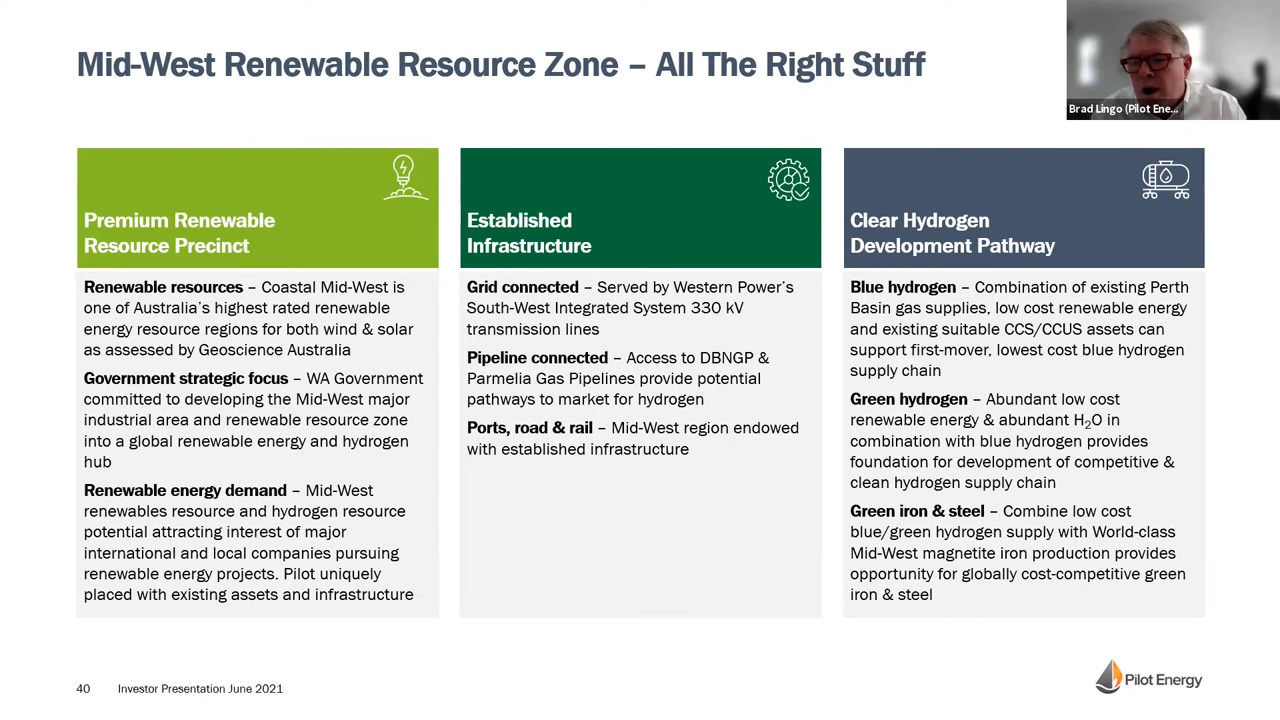 Mid-West Renewable Resource Zone – All The Right Stuff
Brad Lingo (Pilot Ene...
Premium Renewable
Resource Precinct
Renewable resources – Coastal Mid-West is
one of Australia's highest rated renewable
energy resource regions for both wind & solar
as assessed by Geoscience Australia
Government strategic focus – WA Government
committed to developing the Mid-West major
industrial area and renewable resource zone
into a global renewable energy and hydrogen
hub
Renewable energy demand – Mid-West
renewables resource and hydrogen resource
potential attracting interest of major
international and local companies pursuing
renewable energy projects. Pilot uniquely
placed with existing assets and infrastructure
Established
Infrastructure
Grid connected – Served by Western Power's
South-West Integrated System 330 kV
transmission lines
Pipeline connected – Access to DBNGP &
Parmelia Gas Pipelines provide potential
pathways to market for hydrogen
Ports, road & rail – Mid-West region endowed
with established infrastructure
Clear Hydrogen
Development Pathway
Blue hydrogen – Combination of existing Perth
Basin gas supplies, low cost renewable energy
and existing suitable CCS/CCUS assets can
support first-mover, lowest cost blue hydrogen
supply chain
Green hydrogen – Abundant low cost
renewable energy & abundant H₂O in
combination with blue hydrogen provides
foundation for development of competitive &
clean hydrogen supply chain
Green iron & steel – Combine low cost
blue/green hydrogen supply with World-class
Mid-West magnetite iron production provides
opportunity for globally cost-competitive green
iron & steel
40 Investor Presentation June 2021
Pilot Energy